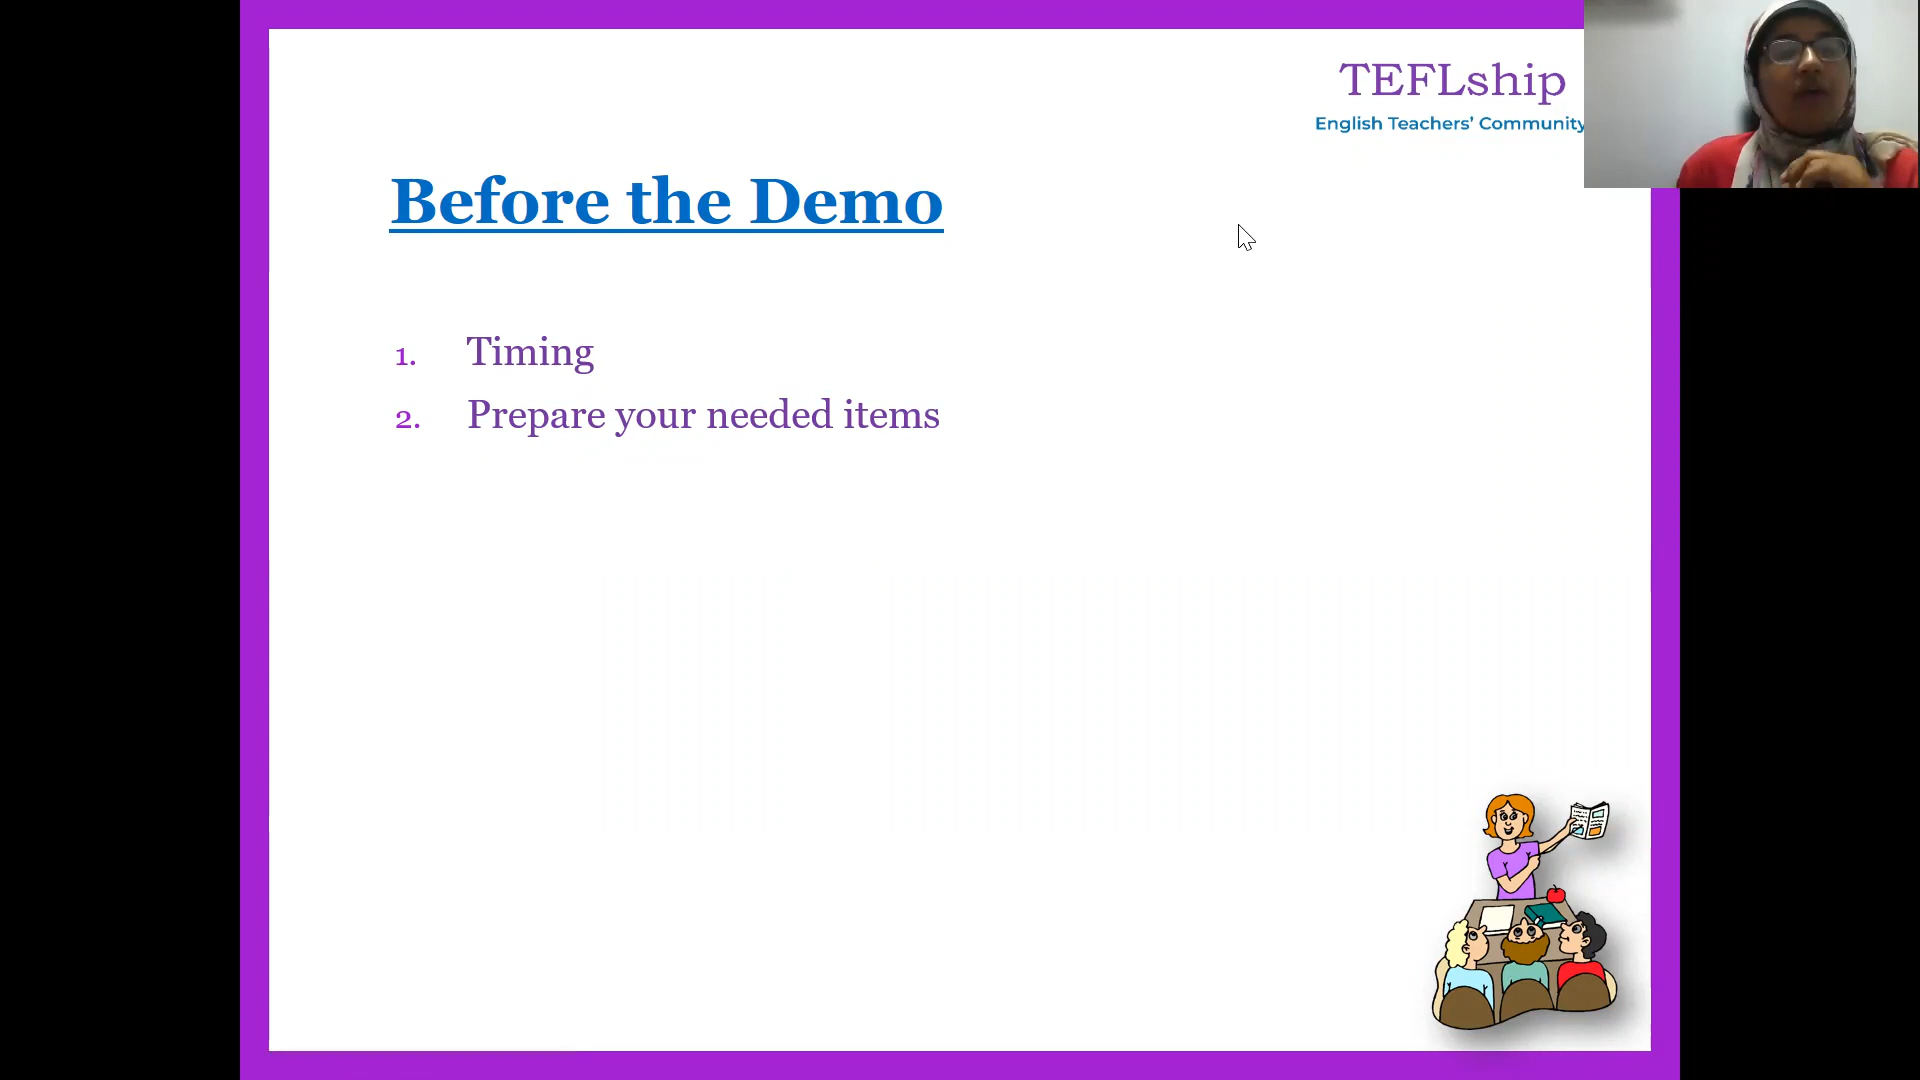 TEFLship
English Teachers' Community
Before the Demo
1. Timing
2. Prepare your needed items